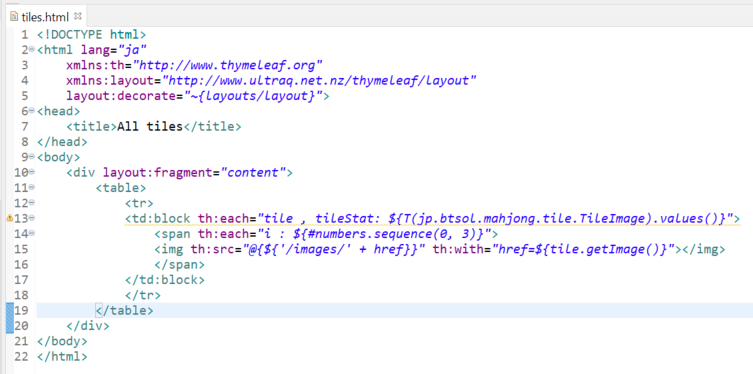 tiles.html
1 <!DOCTYPE html>
2 <html lang="ja"
3     xmlns:th="http://www.thymeleaf.org"
4     xmlns:layout="http://www.ultraq.net.nz/thymeleaf/layout"
5     layout:decorate="~{layouts/layout}">
6 <head>
7     <title>All tiles</title>
8 </head>
9 <body>
10     <div layout:fragment="content">
11         <table>
12             <tr>
13             <td:block th:each="tile , tileStat: ${T(jp.btsol.mahjong.tile.TileImage).values()}">
14                 <span th:each="i : ${#numbers.sequence(0, 3)}">
15                 <img th:src="@{${'/images/' + href}}" th:with="href=${tile.getImage()}"></img>
16                 </span>
17             </td:block>
18             </tr>
19         </table>
20     </div>
21 </body>
22 </html>